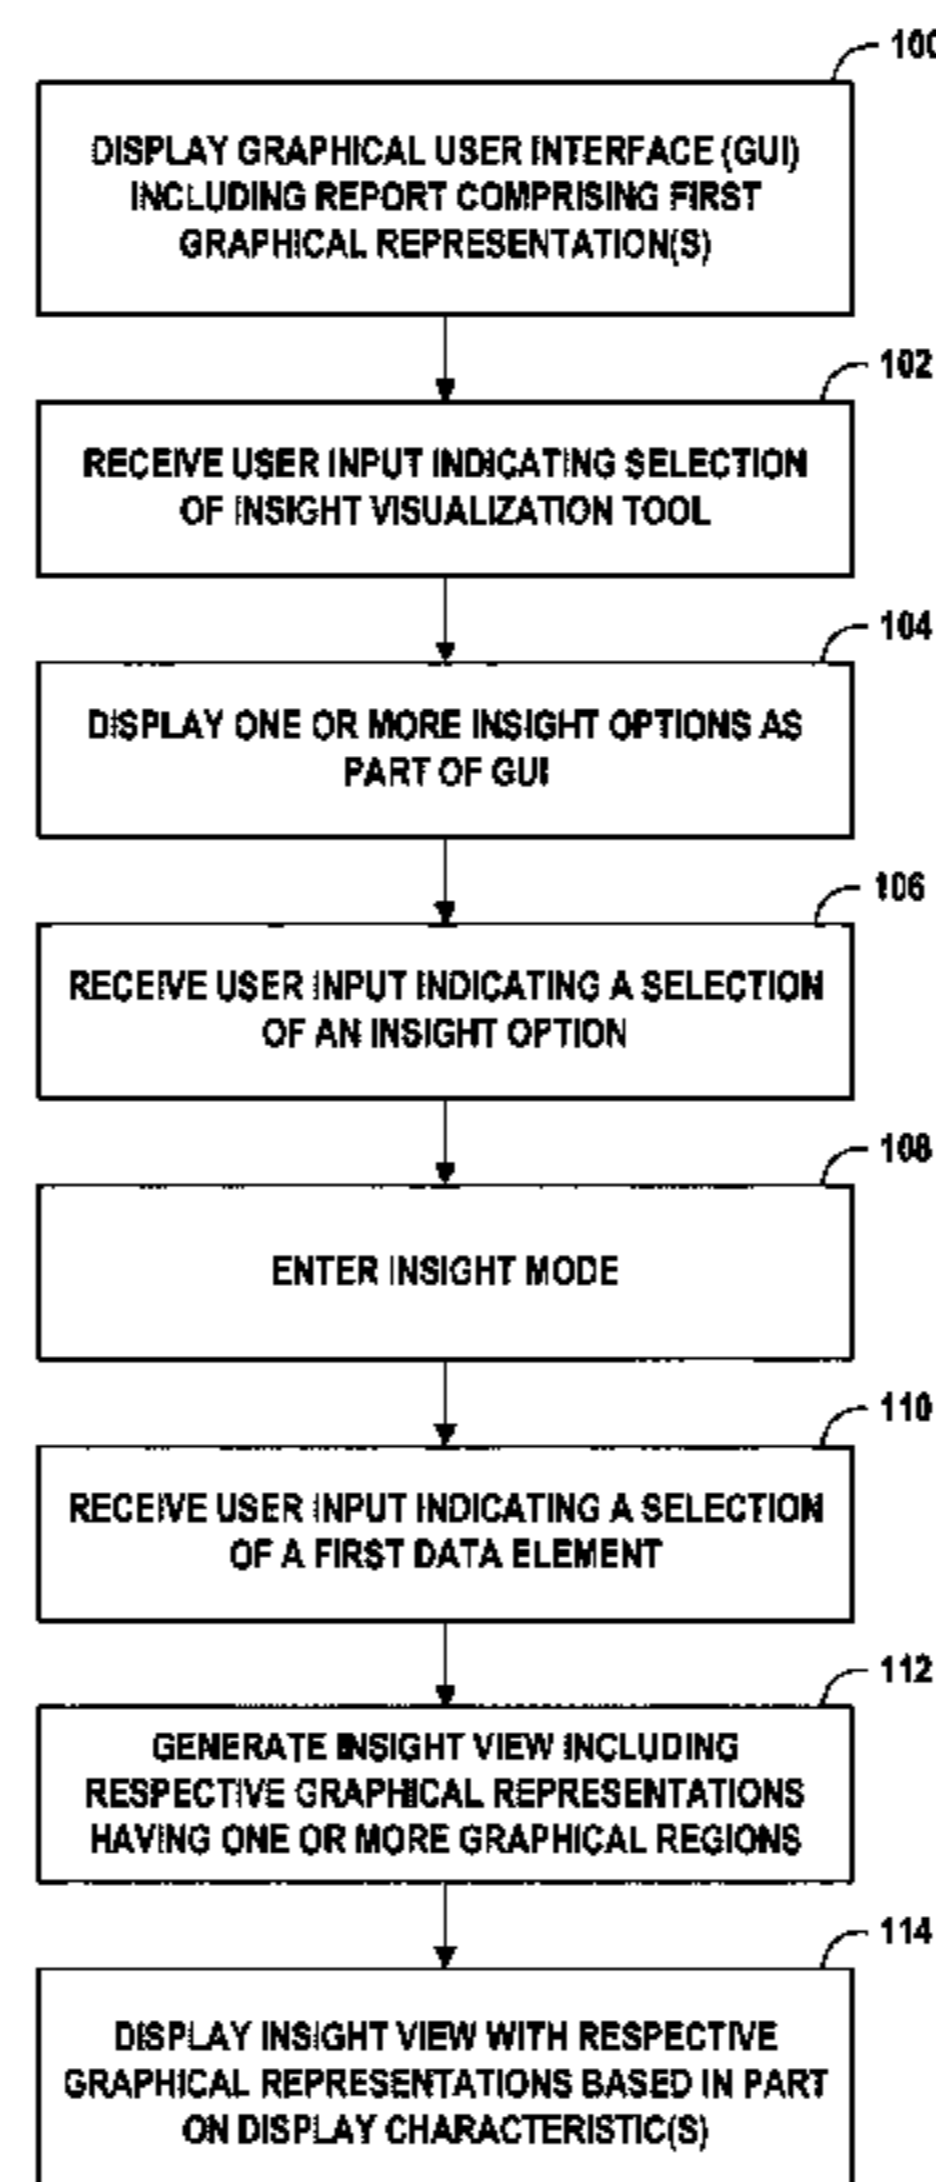 100
DISPLAY GRAPHICAL USER INTERFACE (GUI)
INCLUDING REPORT COMPRISING FIRST
GRAPHICAL REPRESENTATION(S)
102
RECEIVE USER INPUT INDICATING SELECTION
OF INSIGHT VISUALIZATION TOOL
104
DISPLAY ONE OR MORE INSIGHT OPTIONS AS
PART OF GUI
106
RECEIVE USER INPUT INDICATING A SELECTION
OF AN INSIGHT OPTION
108
ENTER INSIGHT MODE
110
RECEIVE USER INPUT INDICATING A SELECTION
OF A FIRST DATA ELEMENT
112
GENERATE INSIGHT VIEW INCLUDING
RESPECTIVE GRAPHICAL REPRESENTATIONS
HAVING ONE OR MORE GRAPHICAL REGIONS
114
DISPLAY INSIGHT VIEW WITH RESPECTIVE
GRAPHICAL REPRESENTATIONS BASED IN PART
ON DISPLAY CHARACTERISTIC(S)